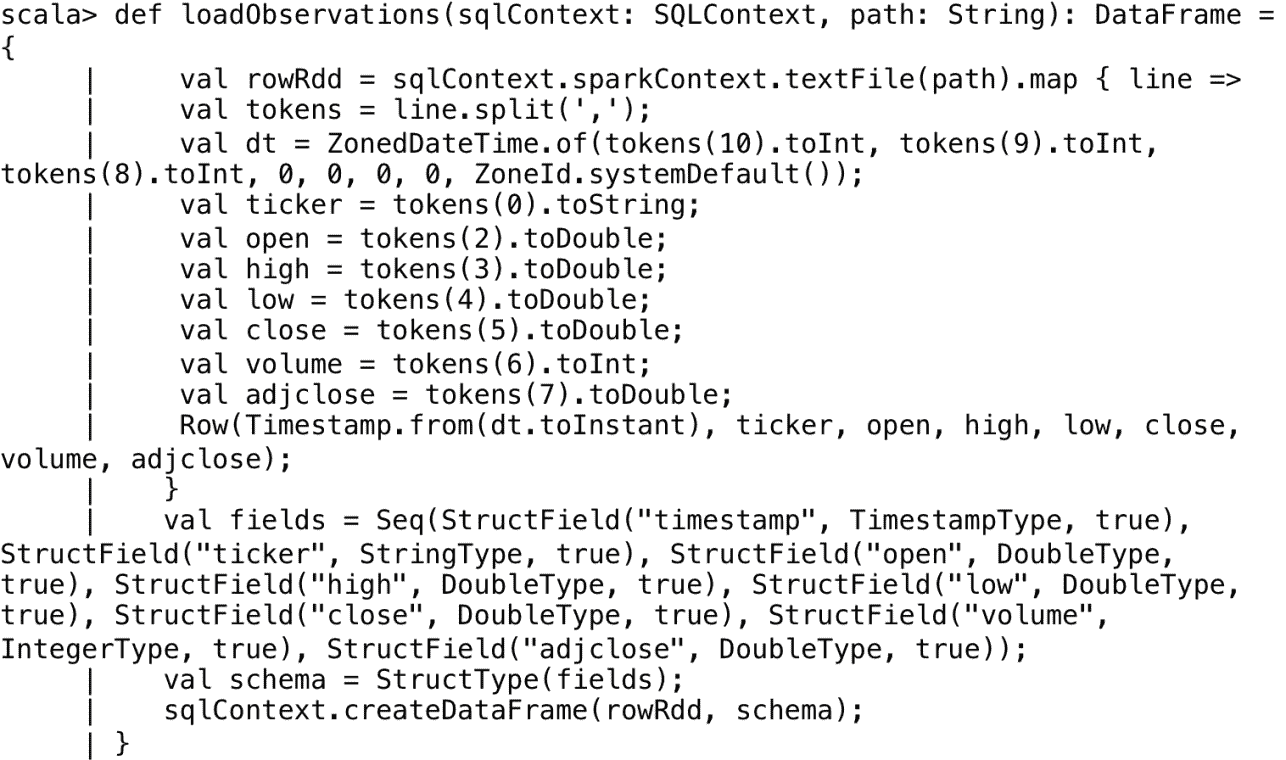 scala> def loadObservations(sqlContext: SQLContext, path: String): DataFrame =
{
     |     val rowRdd = sqlContext.sparkContext.textFile(path).map { line =>
     |     val tokens = line.split(',');
     |     val dt = ZonedDateTime.of(tokens(10).toInt, tokens(9).toInt,
tokens(8).toInt, 0, 0, 0, 0, ZoneId.systemDefault());
     |     val ticker = tokens(0).toString;
     |     val open = tokens(2).toDouble;
     |     val high = tokens(3).toDouble;
     |     val low = tokens(4).toDouble;
     |     val close = tokens(5).toDouble;
     |     val volume = tokens(6).toInt;
     |     val adjclose = tokens(7).toDouble;
     |     Row(Timestamp.from(dt.toInstant), ticker, open, high, low, close,
volume, adjclose);
     |    }
     |    val fields = Seq(StructField("timestamp", TimestampType, true),
StructField("ticker", StringType, true), StructField("open", DoubleType,
true), StructField("high", DoubleType, true), StructField("low", DoubleType,
true), StructField("close", DoubleType, true), StructField("volume",
IntegerType, true), StructField("adjclose", DoubleType, true));
     |    val schema = StructType(fields);
     |    sqlContext.createDataFrame(rowRdd, schema);
     | }